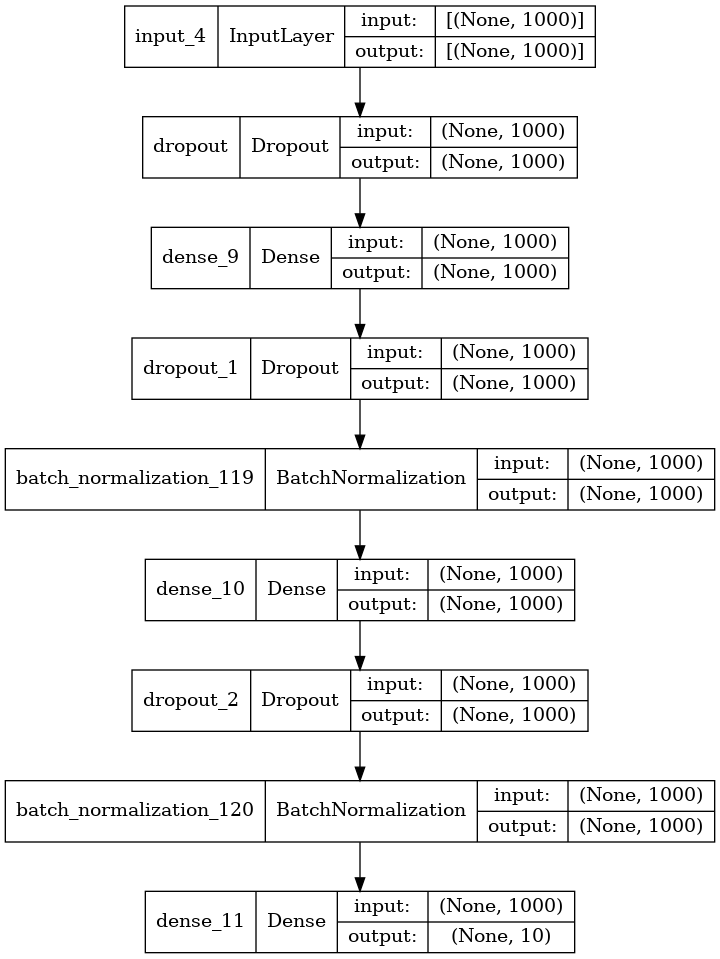 input_4 InputLayer input: [(None, 1000)]
output: [(None, 1000)]
dropout Dropout input: (None, 1000)
output: (None, 1000)
dense_9 Dense input: (None, 1000)
output: (None, 1000)
dropout_1 Dropout input: (None, 1000)
output: (None, 1000)
batch_normalization_119 BatchNormalization input: (None, 1000)
output: (None, 1000)
dense_10 Dense input: (None, 1000)
output: (None, 1000)
dropout_2 Dropout input: (None, 1000)
output: (None, 1000)
batch_normalization_120 BatchNormalization input: (None, 1000)
output: (None, 1000)
dense_11 Dense input: (None, 1000)
output: (None, 10)